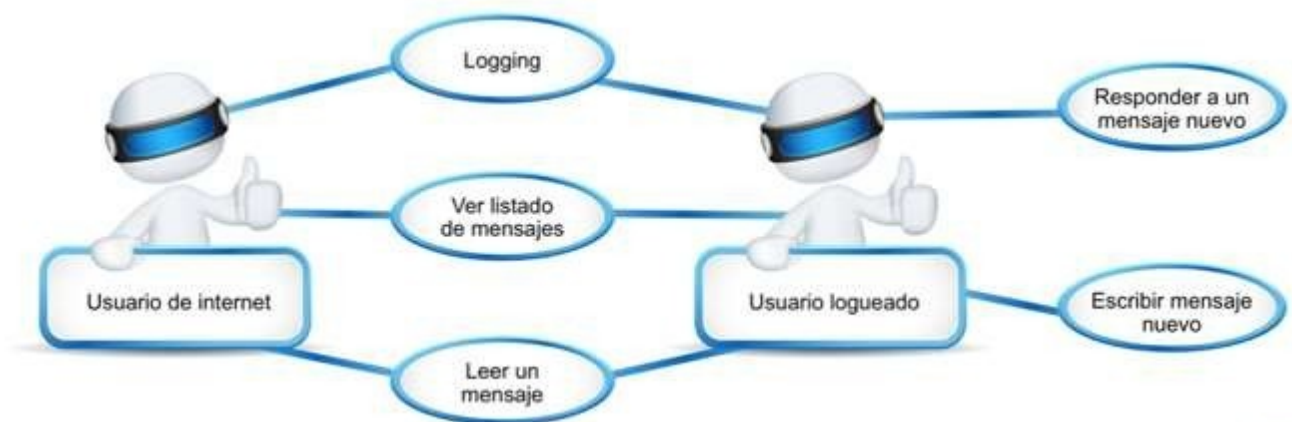 Logging
Responder a un
mensaje nuevo
Ver listado
de mensajes
Usuario de internet
Usuario logueado
Escribir mensaje
nuevo
Leer un
mensaje